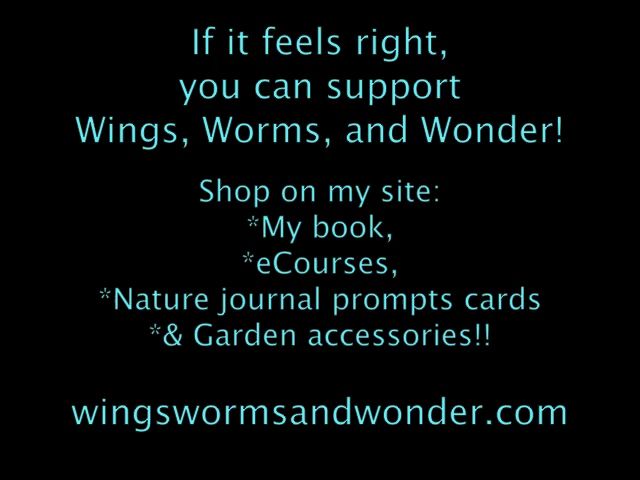 If it feels right,
you can support
Wings, Worms, and Wonder!
Shop on my site:
*My book,
*eCourses,
*Nature journal prompts cards
*& Garden accessories!!
wingswormsandwonder.com